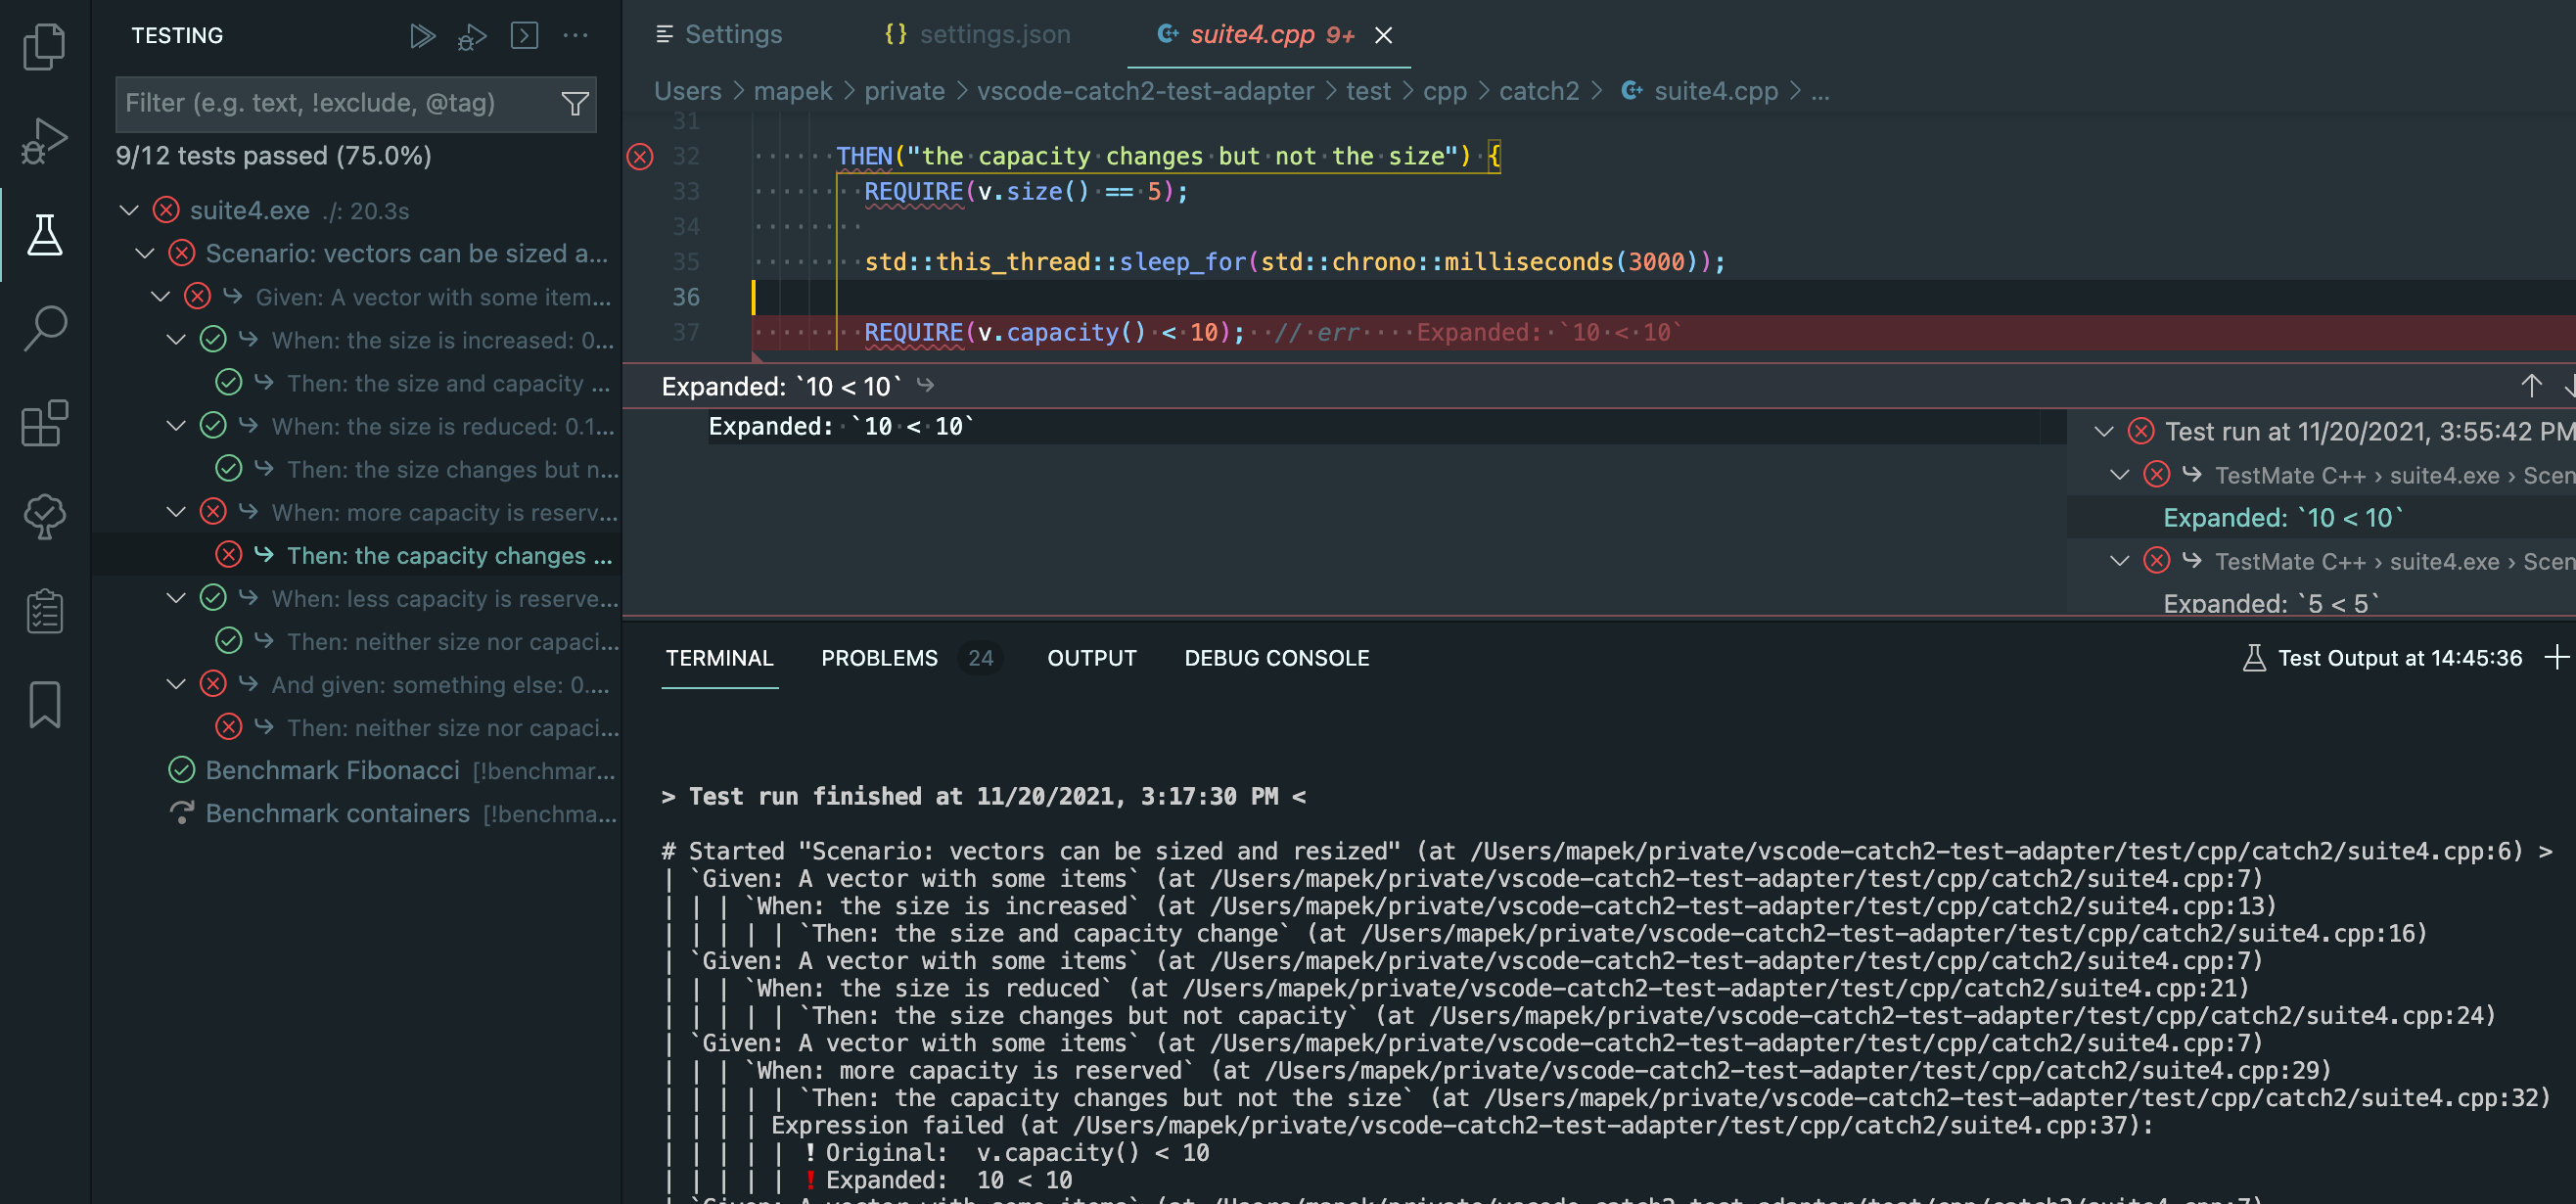 TESTING
Filter (e.g. text, !exclude, @tag)
9/12 tests passed (75.0%)
suite4.exe ./: 20.3s
Scenario: vectors can be sized a...
Given: A vector with some item...
When: the size is increased: 0...
Then: the size and capacity ...
When: the size is reduced: 0.1...
Then: the size changes but n...
When: more capacity is reserv...
Then: the capacity changes ...
When: less capacity is reserve...
Then: neither size nor capaci...
And given: something else: 0....
Then: neither size nor capaci...
Benchmark Fibonacci [!benchmar...
Benchmark containers [!benchma...
Settings
{} settings.json
suite4.cpp 9+
Users > mapek > private > vscode-catch2-test-adapter > test > cpp > catch2 > suite4.cpp > ...
31
32 THEN("the capacity changes but not the size") {
33 REQUIRE(v.size() == 5);
34
35 std::this_thread::sleep_for(std::chrono::milliseconds(3000));
36
37 REQUIRE(v.capacity() < 10); // err Expanded: `10 < 10`
Expanded: `10 < 10`
Expanded: `10 < 10`
Test run at 11/20/2021, 3:55:42 PM
TestMate C++ › suite4.exe › Scen
Expanded: `10 < 10`
TestMate C++ › suite4.exe › Scen
Expanded: `5 < 5`
TERMINAL PROBLEMS 24 OUTPUT DEBUG CONSOLE
Test Output at 14:45:36
> Test run finished at 11/20/2021, 3:17:30 PM <
# Started "Scenario: vectors can be sized and resized" (at /Users/mapek/private/vscode-catch2-test-adapter/test/cpp/catch2/suite4.cpp:6) >
| `Given: A vector with some items` (at /Users/mapek/private/vscode-catch2-test-adapter/test/cpp/catch2/suite4.cpp:7)
| | | `When: the size is increased` (at /Users/mapek/private/vscode-catch2-test-adapter/test/cpp/catch2/suite4.cpp:13)
| | | | | `Then: the size and capacity change` (at /Users/mapek/private/vscode-catch2-test-adapter/test/cpp/catch2/suite4.cpp:16)
| `Given: A vector with some items` (at /Users/mapek/private/vscode-catch2-test-adapter/test/cpp/catch2/suite4.cpp:7)
| | | `When: the size is reduced` (at /Users/mapek/private/vscode-catch2-test-adapter/test/cpp/catch2/suite4.cpp:21)
| | | | | `Then: the size changes but not capacity` (at /Users/mapek/private/vscode-catch2-test-adapter/test/cpp/catch2/suite4.cpp:24)
| `Given: A vector with some items` (at /Users/mapek/private/vscode-catch2-test-adapter/test/cpp/catch2/suite4.cpp:7)
| | | `When: more capacity is reserved` (at /Users/mapek/private/vscode-catch2-test-adapter/test/cpp/catch2/suite4.cpp:29)
| | | | | `Then: the capacity changes but not the size` (at /Users/mapek/private/vscode-catch2-test-adapter/test/cpp/catch2/suite4.cpp:32)
| | | | Expression failed (at /Users/mapek/private/vscode-catch2-test-adapter/test/cpp/catch2/suite4.cpp:37):
| | | | | ! Original: v.capacity() < 10
| | | | | ! Expanded: 10 < 10
| `Given: A vector with some items` (at /Users/mapek/private/vscode-catch2-test-adapter/test/cpp/catch2/suite4.cpp:7)